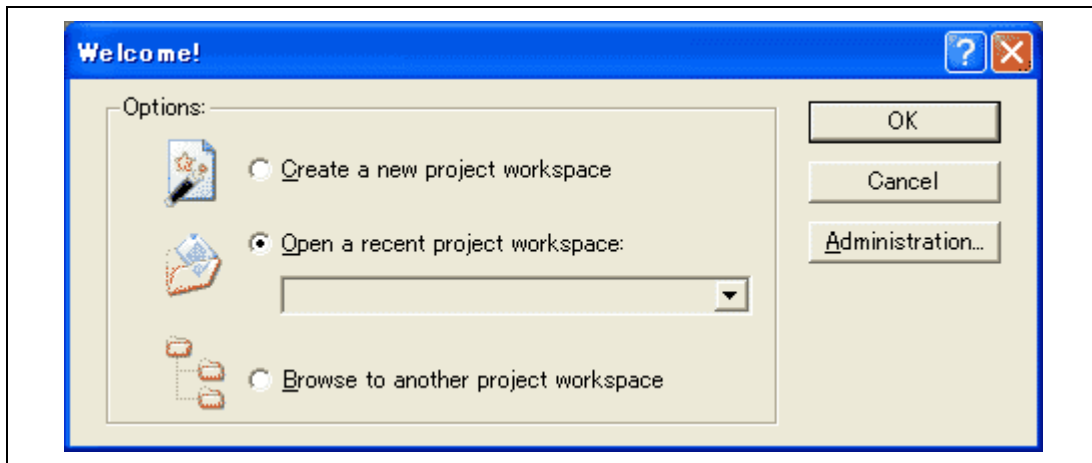 Welcome!
Options:
Create a new project workspace
Open a recent project workspace:
Browse to another project workspace
OK
Cancel
Administration...